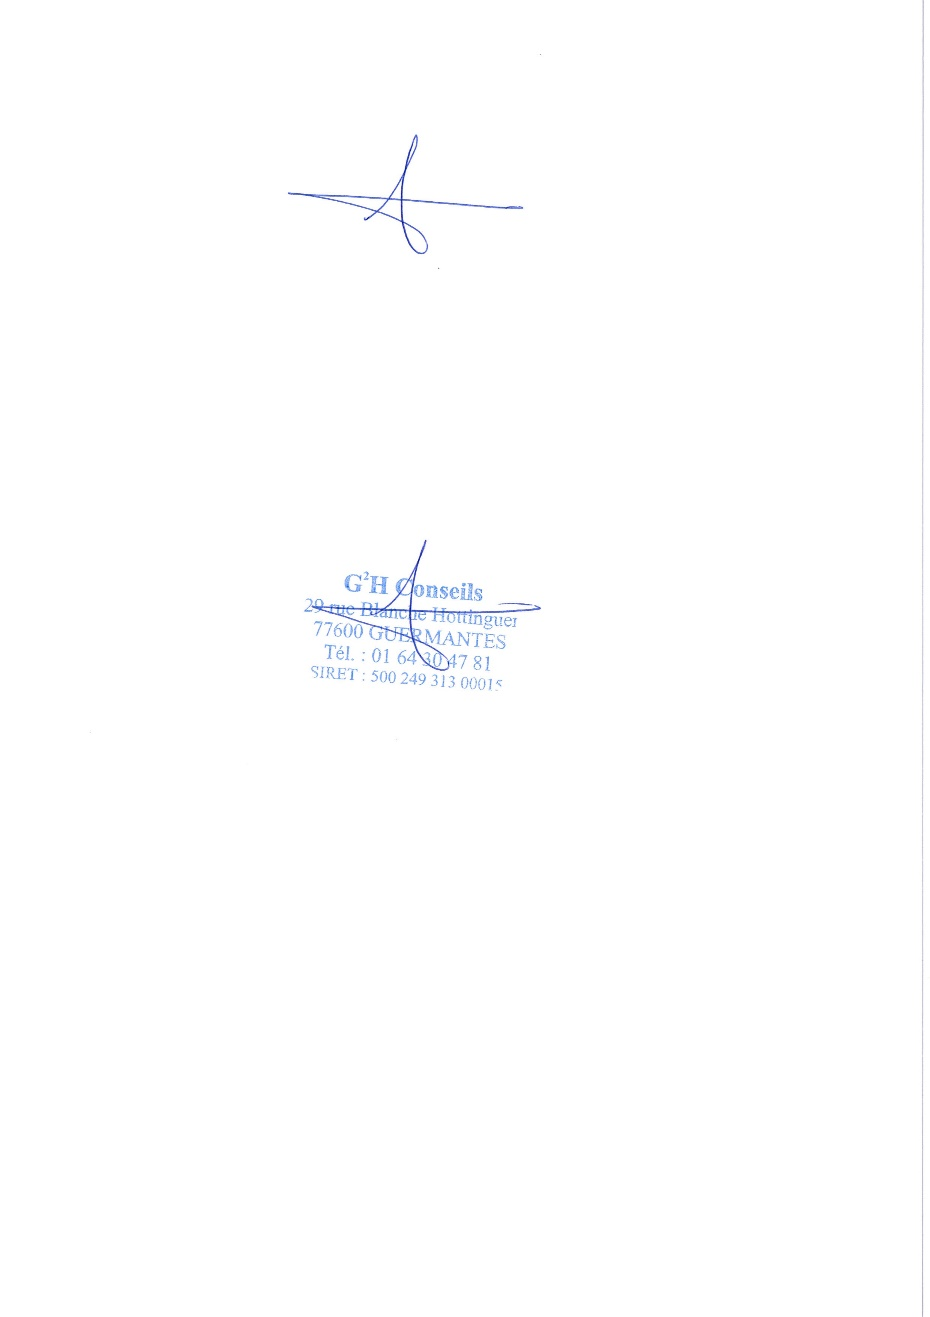 G²H Conseils
29 rue Blanche Hottinguer
77600 GUERMANTES
Tél. : 01 64 30 47 81
SIRET : 500 249 313 00015